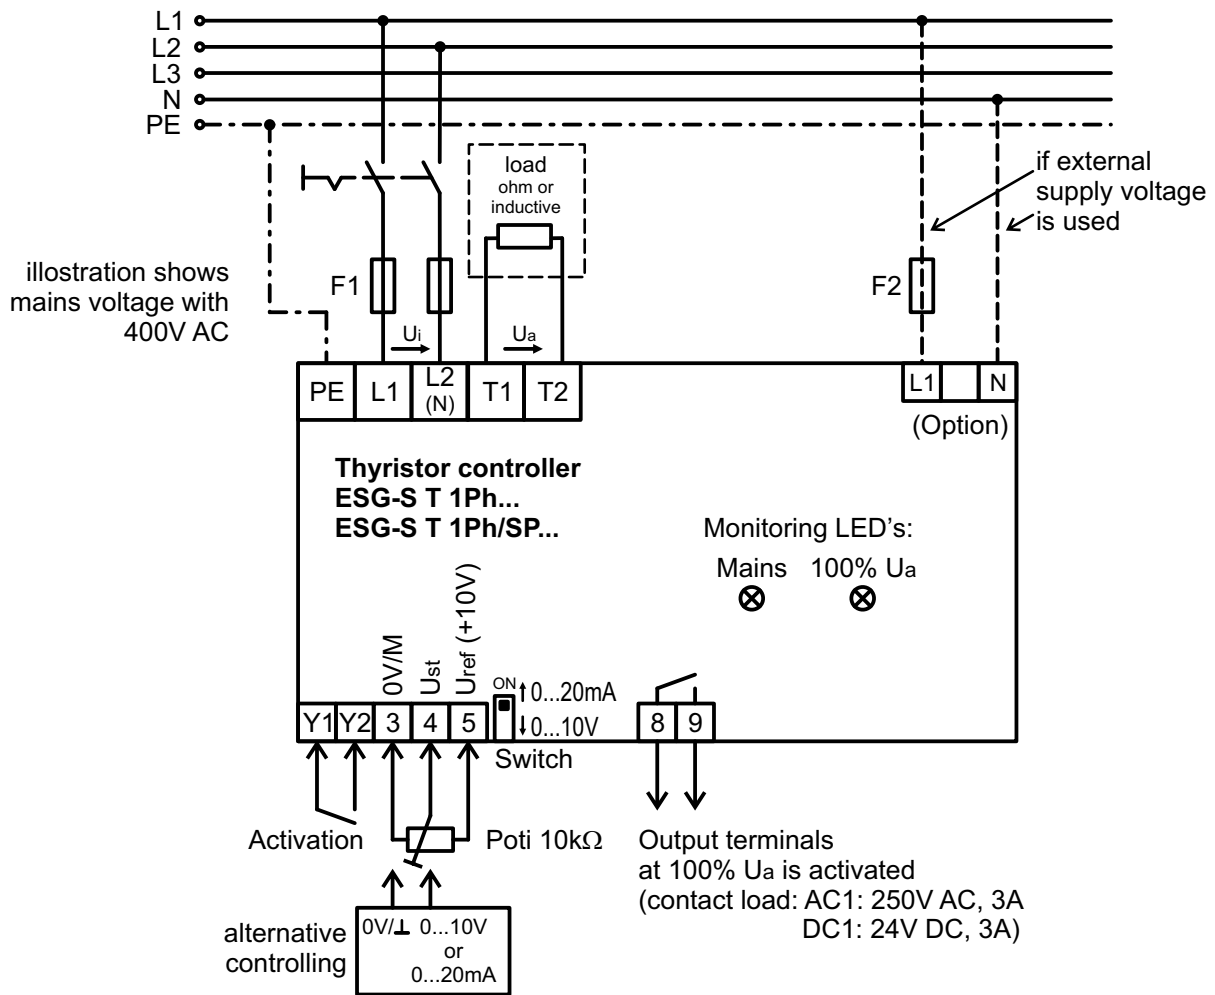 L1
L2
L3
N
PE
load
ohm or
inductive
if external
supply voltage
is used
illostration shows
mains voltage with
400V AC
F1
F2
Ui
Ua
PE
L1
L2
(N)
T1
T2
L1
N
(Option)
Thyristor controller
ESG-S T 1Ph...
ESG-S T 1Ph/SP...
Monitoring LED's:
Mains
100% Ua
0V/M
Ust
Uref (+10V)
ON
0...20mA
0...10V
Y1
Y2
3
4
5
8
9
Switch
Activation
Poti 10kΩ
Output terminals
at 100% Ua is activated
(contact load: AC1: 250V AC, 3A
DC1: 24V DC, 3A)
alternative
controlling
0V/⊥
0...10V
or
0...20mA